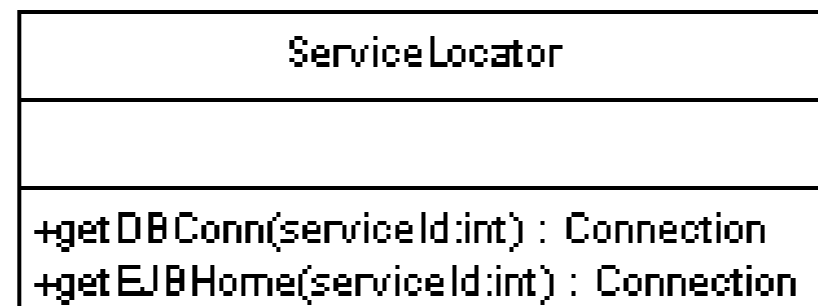 ServiceLocator
+getDBConn(serviceId:int) : Connection
+getEJBHome(serviceId:int) : Connection